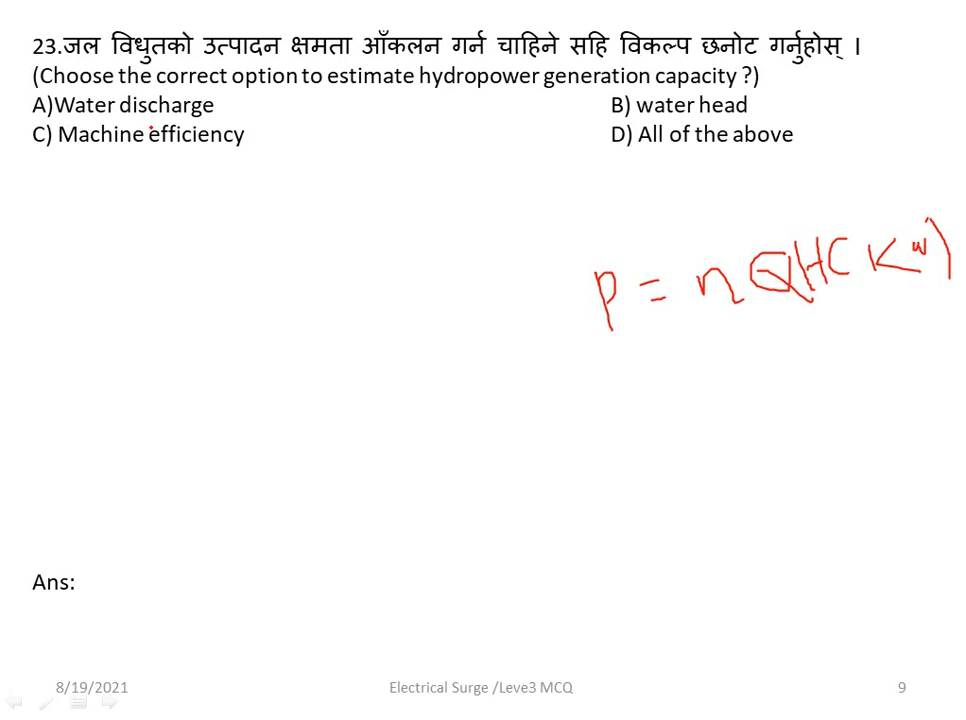 23.जल विधुतको उत्पादन क्षमता आँकलन गर्न चाहिने सहि विकल्प छनोट गर्नुहोस् ।
(Choose the correct option to estimate hydropower generation capacity ?)
A)Water discharge B) water head
C) Machine efficiency D) All of the above
P = η QH ( KW )
Ans:
8/19/2021 Electrical Surge /Leve3 MCQ 9